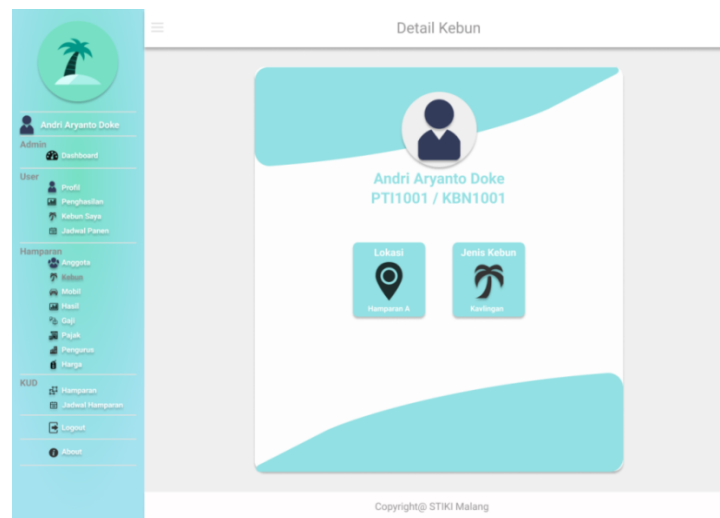 Detail Kebun
Andri Aryanto Doke
Admin
Dashboard
User
Profil
Penghasilan
Kebun Saya
Jadwal Panen
Hamparan
Anggota
Kebun
Mobil
Hasil
Gaji
Pajak
Pengurus
Harga
KUD
Hamparan
Jadwal Hamparan
Logout
About
Andri Aryanto Doke
PTI1001 / KBN1001
Lokasi
Hamparan A
Jenis Kebun
Kavlingan
Copyright@ STIKI Malang